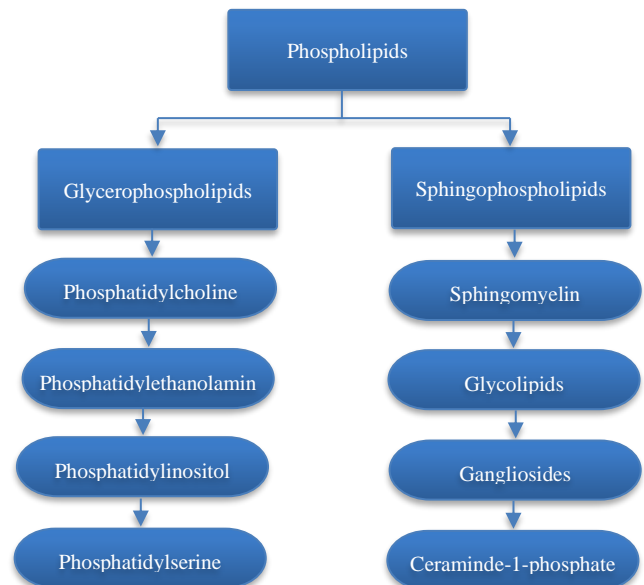 Phospholipids
Glycerophospholipids
Sphingophospholipids
Phosphatidylcholine
Sphingomyelin
Phosphatidylethanolamin
Glycolipids
Phosphatidylinositol
Gangliosides
Phosphatidylserine
Ceraminde-1-phosphate